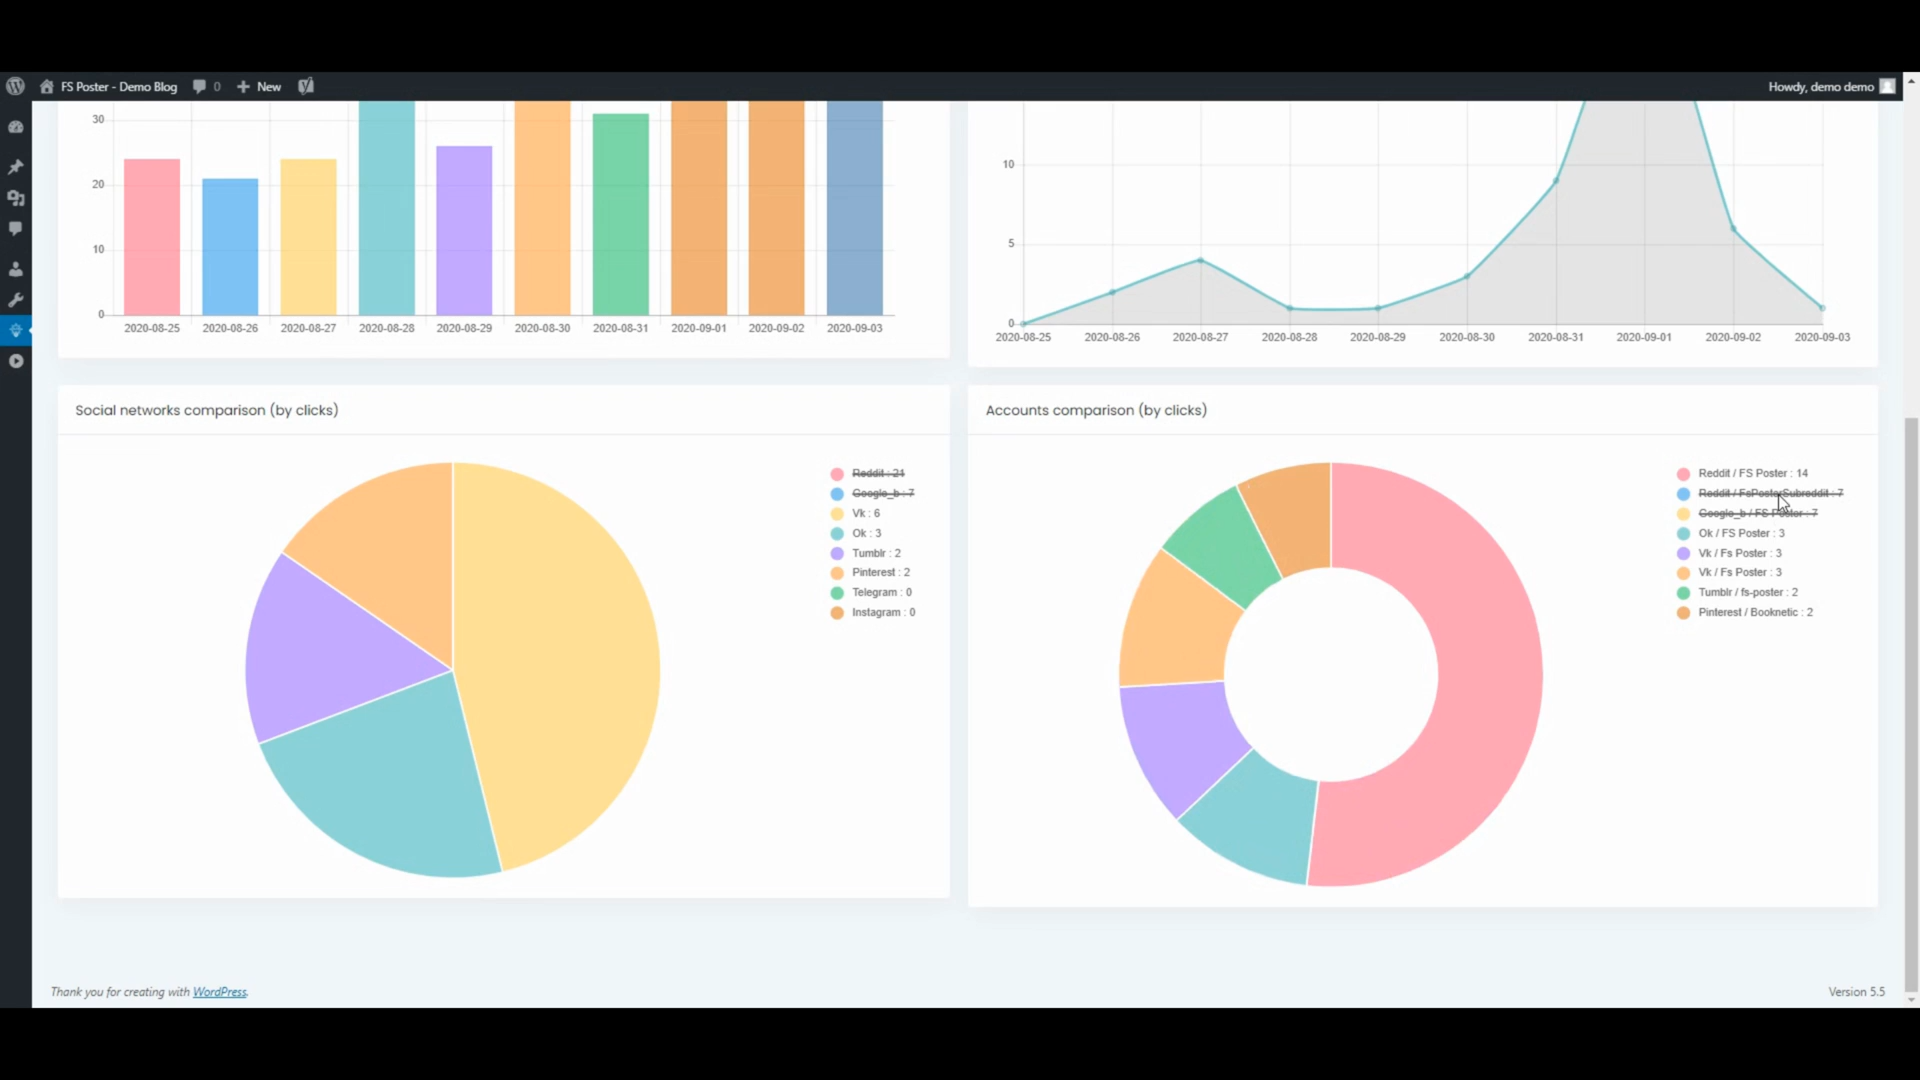 FS Poster - Demo Blog 0 New Howdy, demo demo
30
20
10
0
2020-08-25 2020-08-26 2020-08-27 2020-08-28 2020-08-29 2020-08-30 2020-08-31 2020-09-01 2020-09-02 2020-09-03
10
5
0
2020-08-25 2020-08-26 2020-08-27 2020-08-28 2020-08-29 2020-08-30 2020-08-31 2020-09-01 2020-09-02 2020-09-03
Social networks comparison (by clicks)
Reddit : 21
Google_b : 7
Vk : 6
Ok : 3
Tumblr : 2
Pinterest : 2
Telegram : 0
Instagram : 0
Accounts comparison (by clicks)
Reddit / FS Poster : 14
Reddit / FsPosterSubreddit : 7
Google_b / FS Poster : 7
Ok / FS Poster : 3
Vk / Fs Poster : 3
Vk / Fs Poster : 3
Tumblr / fs-poster : 2
Pinterest / Booknetic : 2
Thank you for creating with WordPress.
Version 5.5